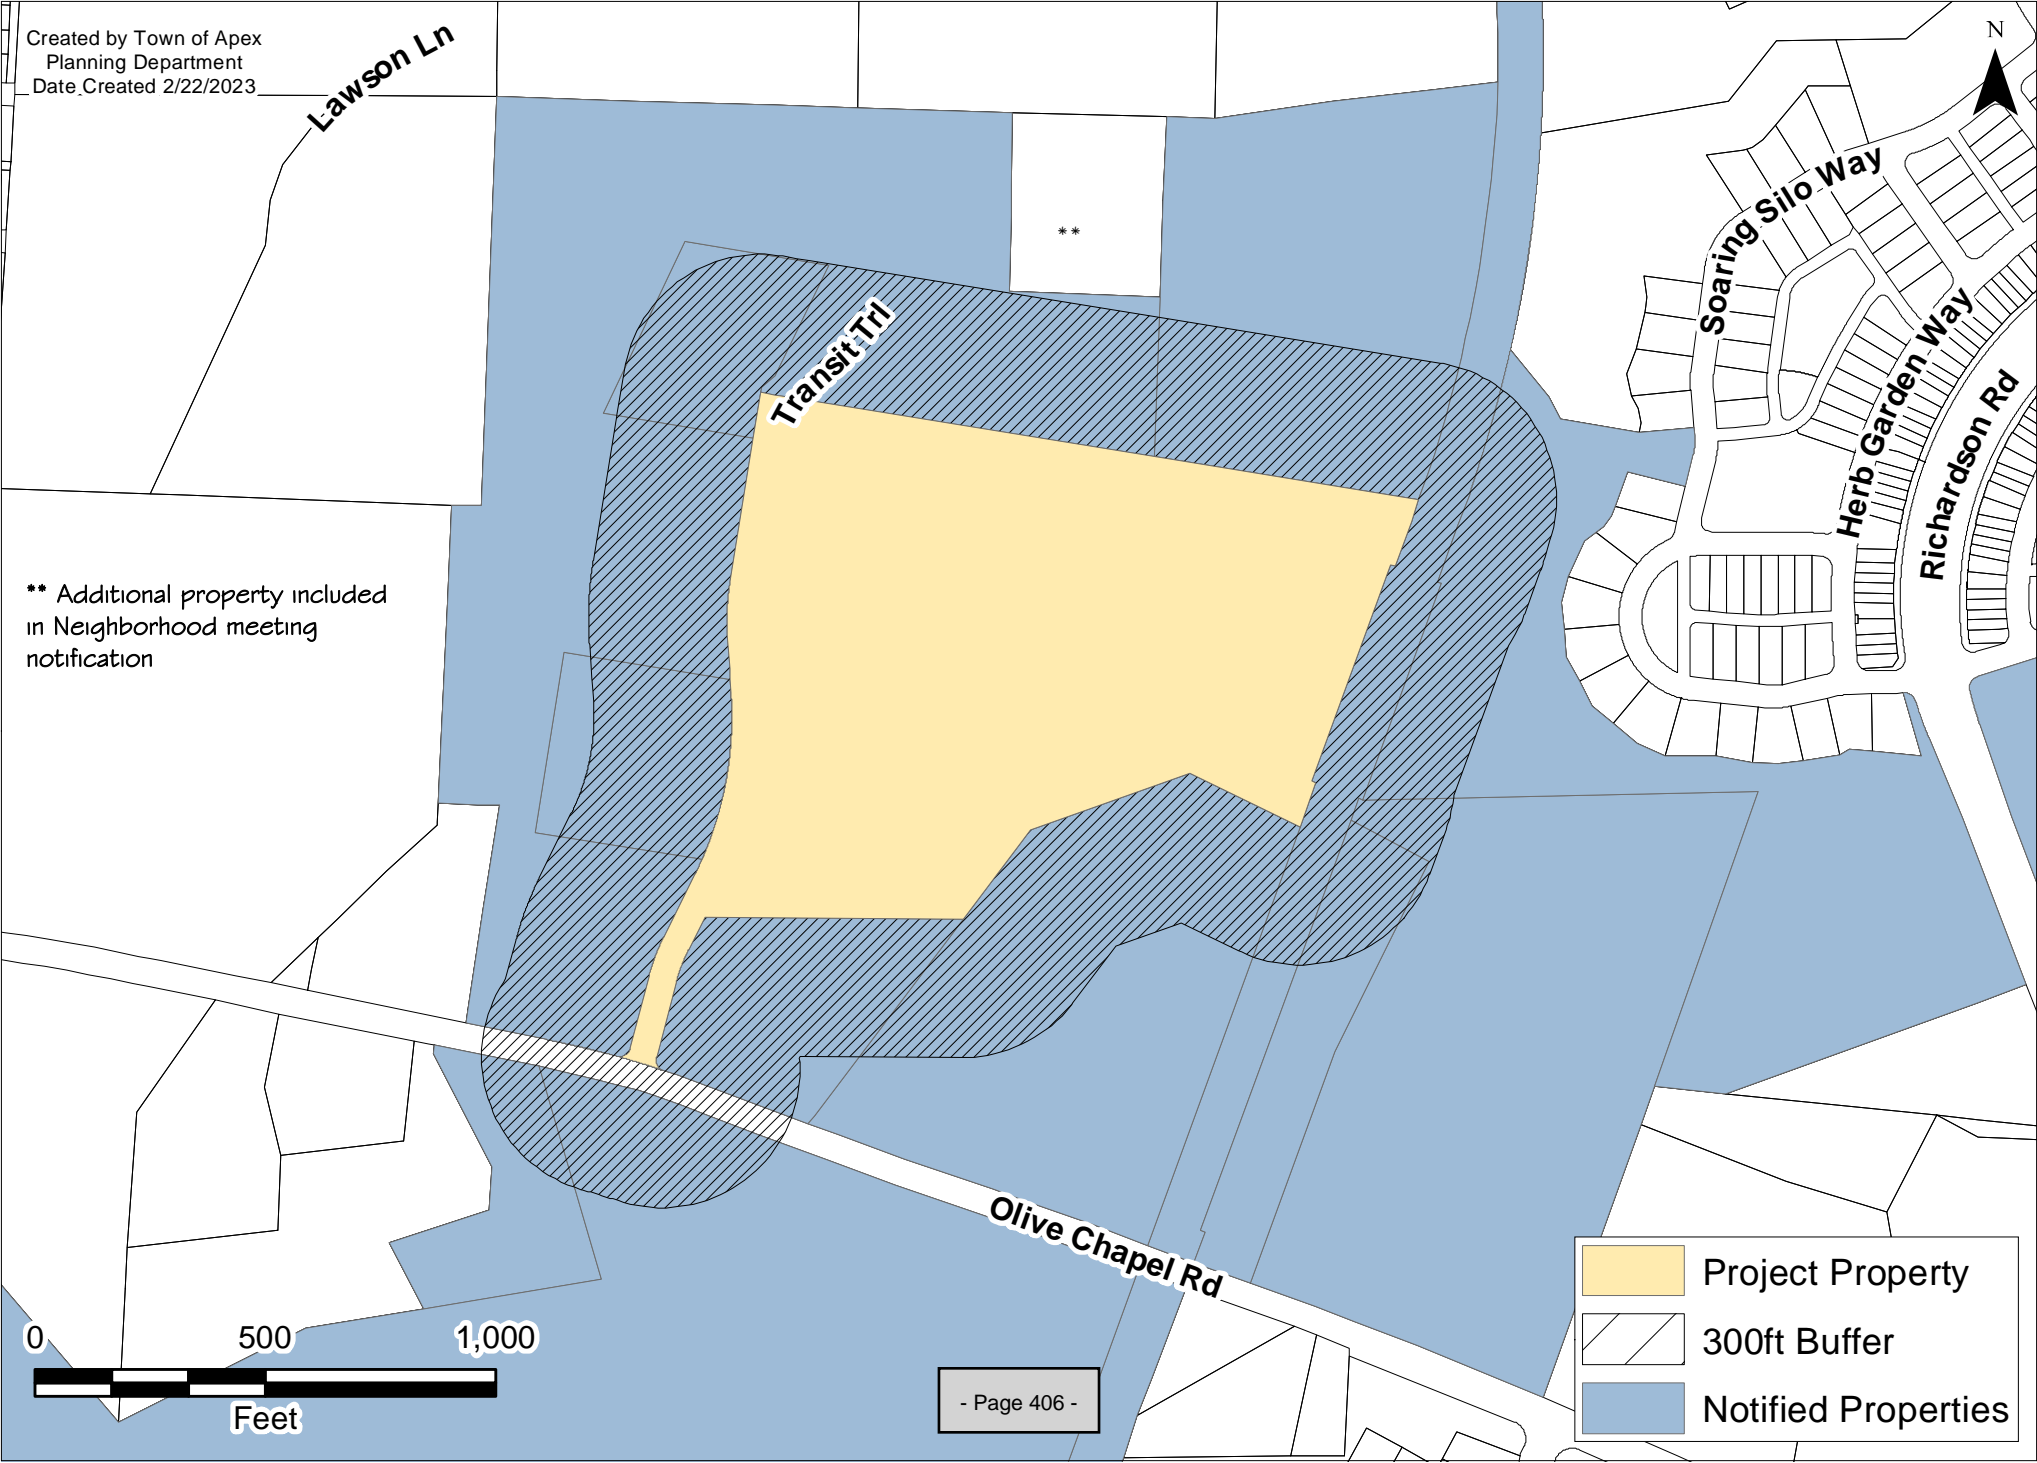 Created by Town of Apex
Planning Department
Date Created 2/22/2023
Lawson Ln
N
**
Soaring Silo Way
Transit Trl
Herb Garden Way
Richardson Rd
** Additional property included
in Neighborhood meeting
notification
Olive Chapel Rd
Project Property
300ft Buffer
Notified Properties
0 500 1,000
Feet
- Page 406 -